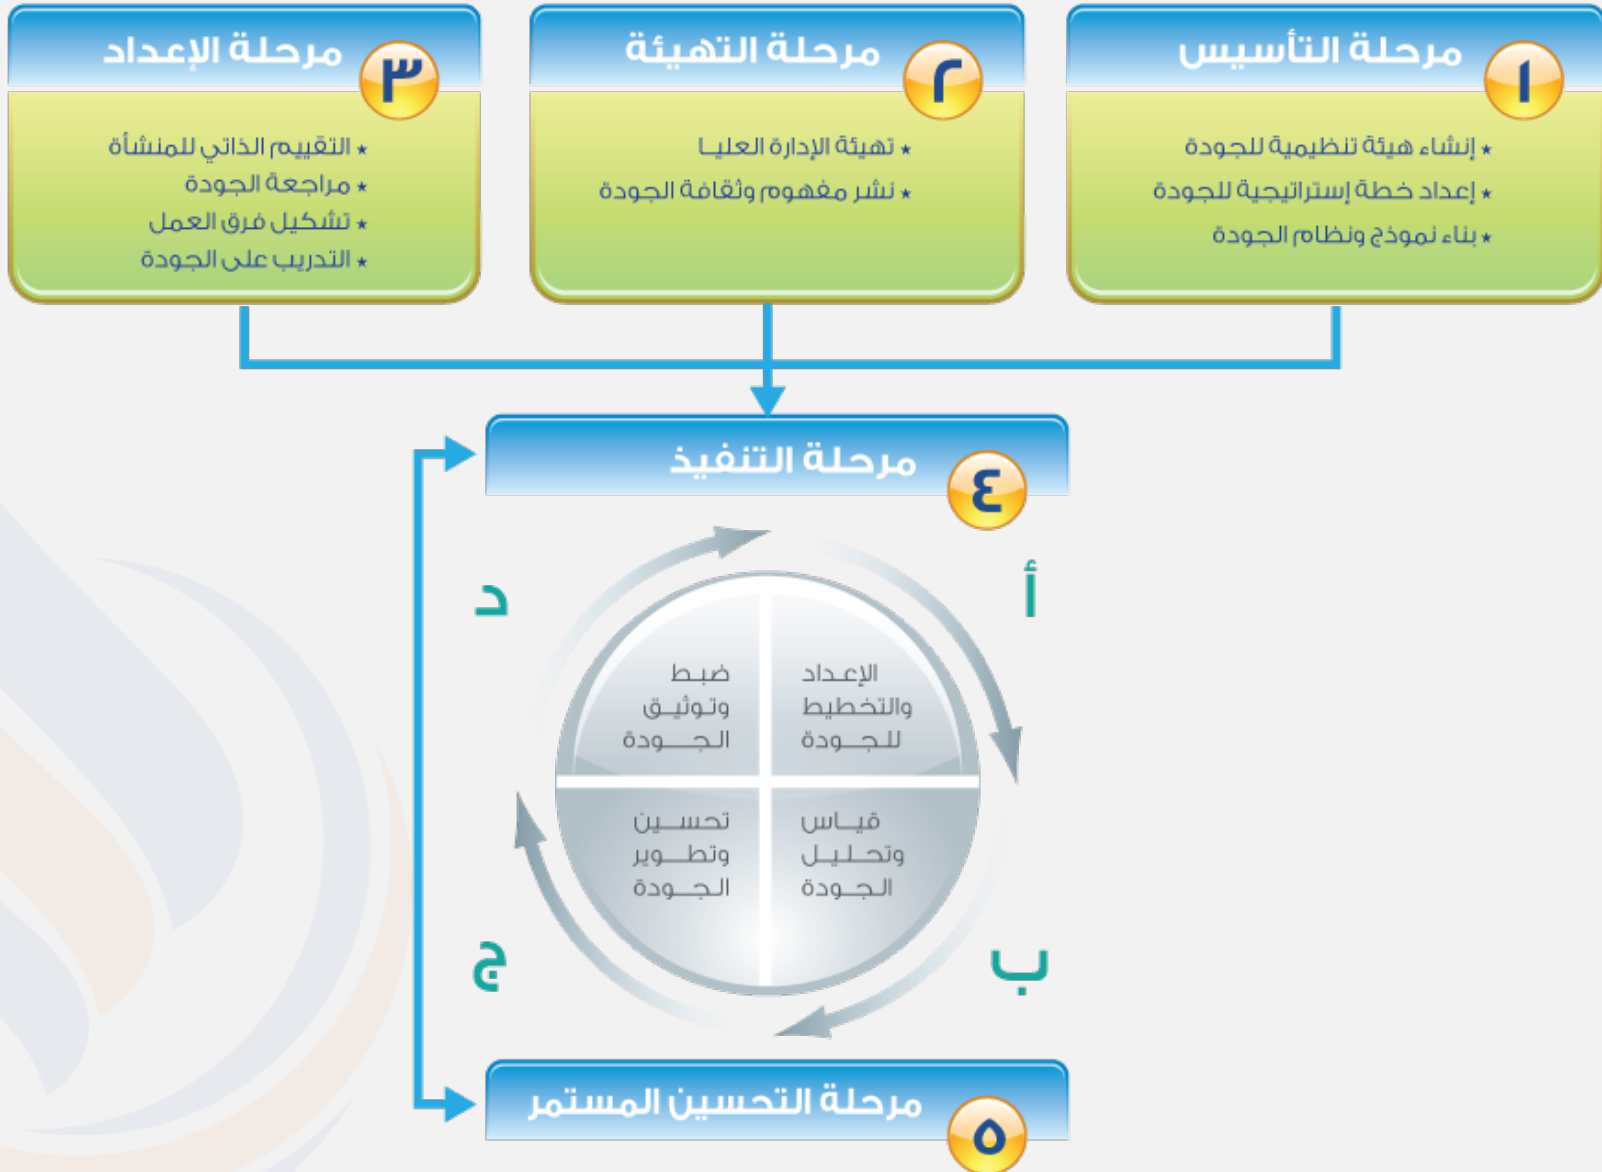 ١
مرحلة التأسيس
* إنشاء هيئة تنظيمية للجودة
* إعداد خطة إستراتيجية للجودة
* بناء نموذج ونظام الجودة
٢
مرحلة التهيئة
* تهيئة الإدارة العليا
* نشر مفهوم وثقافة الجودة
٣
مرحلة الإعداد
* التقييم الذاتي للمنشأة
* مراجعة الجودة
* تشكيل فرق العمل
* التدريب على الجودة
٤
مرحلة التنفيذ
أ
الإعداد
والتخطيط
للجودة
ب
قياس
وتحليل
الجودة
ج
تحسين
وتطوير
الجودة
د
ضبط
وتوثيق
الجودة
٥
مرحلة التحسين المستمر